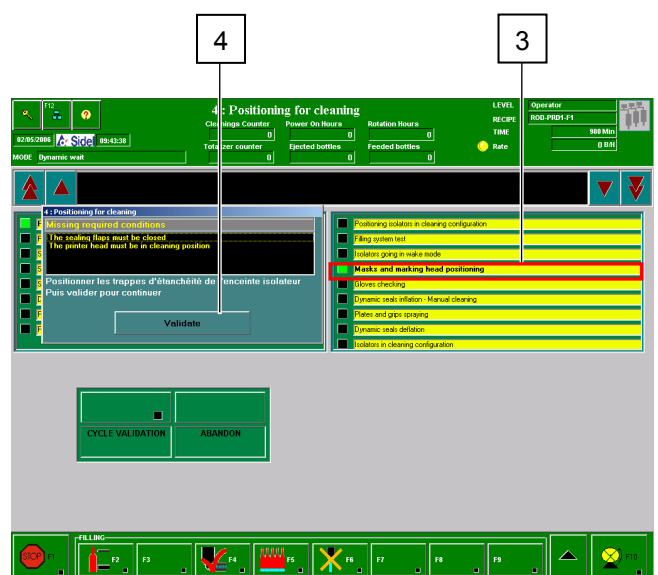 4
3
F12
?
4 : Positioning for cleaning
LEVEL Operator
RECIPE ROB-PRD1-F1
TIME 980 Min
Rate 0 B/H
Cleanings Counter Power On Hours Rotation Hours
0 0 0
02/05/2006 Sidel 09:43:38
Totalizer counter Ejected bottles Feeded bottles
0 0 0
MODE Dynamic wait
4 : Positioning for cleaning
Missing required conditions
The sealing flaps must be closed
The printer head must be in cleaning position
Positionner les trappes d'étanchéité de l'enceinte isolateur
Puis valider pour continuer
Validate
F
F
S
S
S
D
F
F
Positioning isolators in cleaning configuration
Filling system test
Isolators going in wake mode
Masks and marking head positioning
Gloves checking
Dynamic seals inflation - Manual cleaning
Plates and grips spraying
Dynamic seals deflation
Isolators in cleaning configuration
CYCLE VALIDATION ABANDON
FILLING
STOP F1 F2 F3 F4 F5 F6 F7 F8 F9 F10